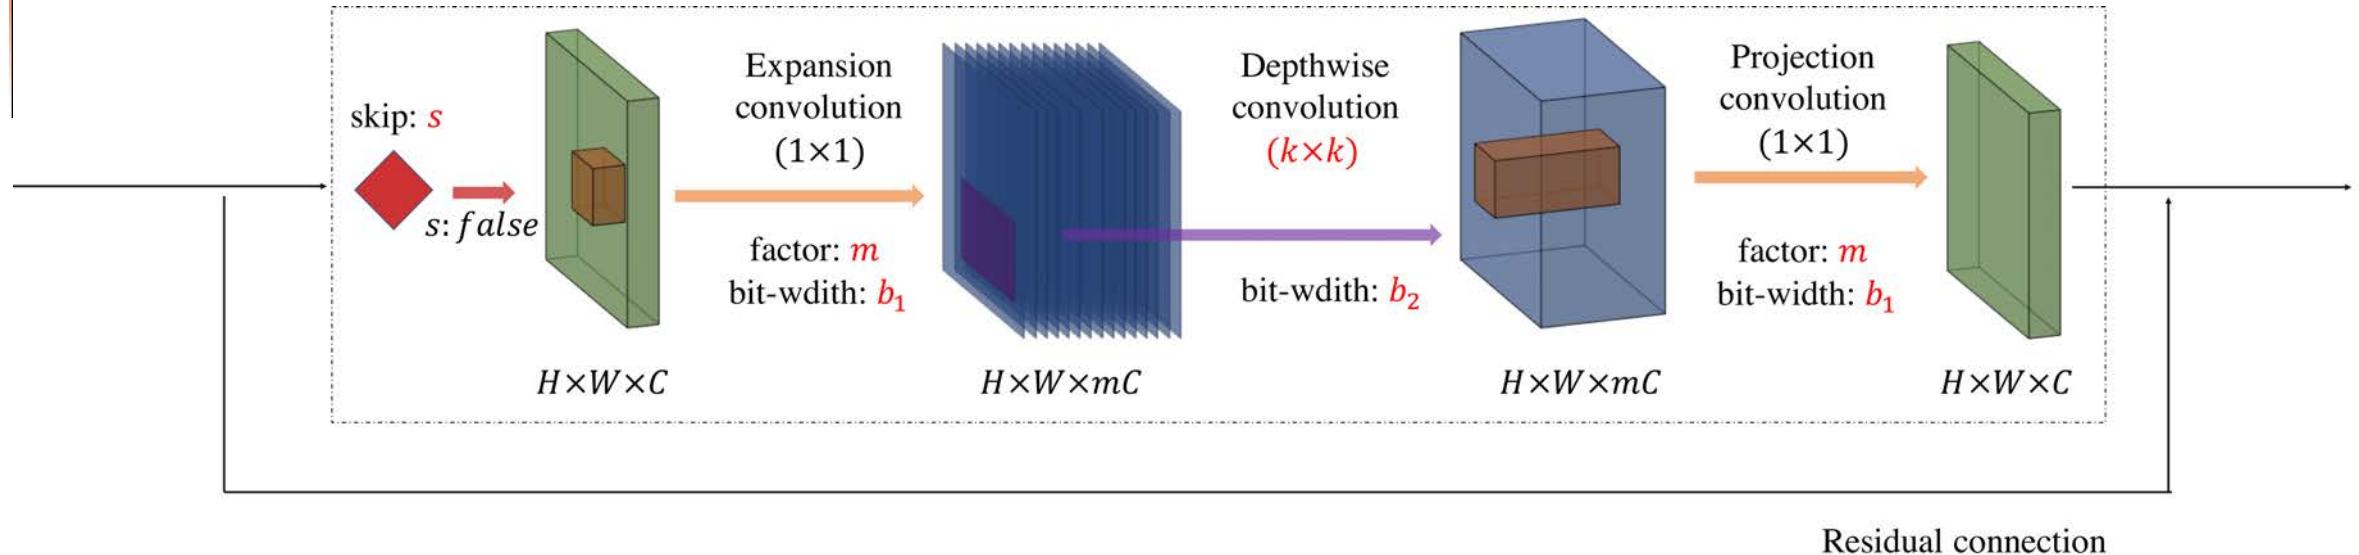 skip: s
s: false
Expansion
convolution
(1×1)
factor: m
bit-wdith: b₁
Depthwise
convolution
(k×k)
bit-wdith: b₂
Projection
convolution
(1×1)
factor: m
bit-width: b₁
H×W×C
H×W×mC
H×W×mC
H×W×C
Residual connection